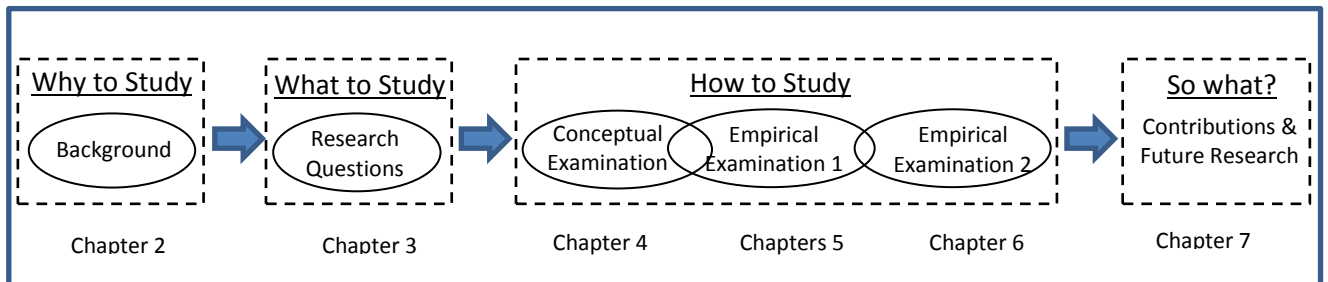 Why to Study
Background
Chapter 2
What to Study
Research
Questions
Chapter 3
How to Study
Conceptual
Examination
Chapter 4
Empirical
Examination 1
Chapters 5
Empirical
Examination 2
Chapter 6
So what?
Contributions &
Future Research
Chapter 7